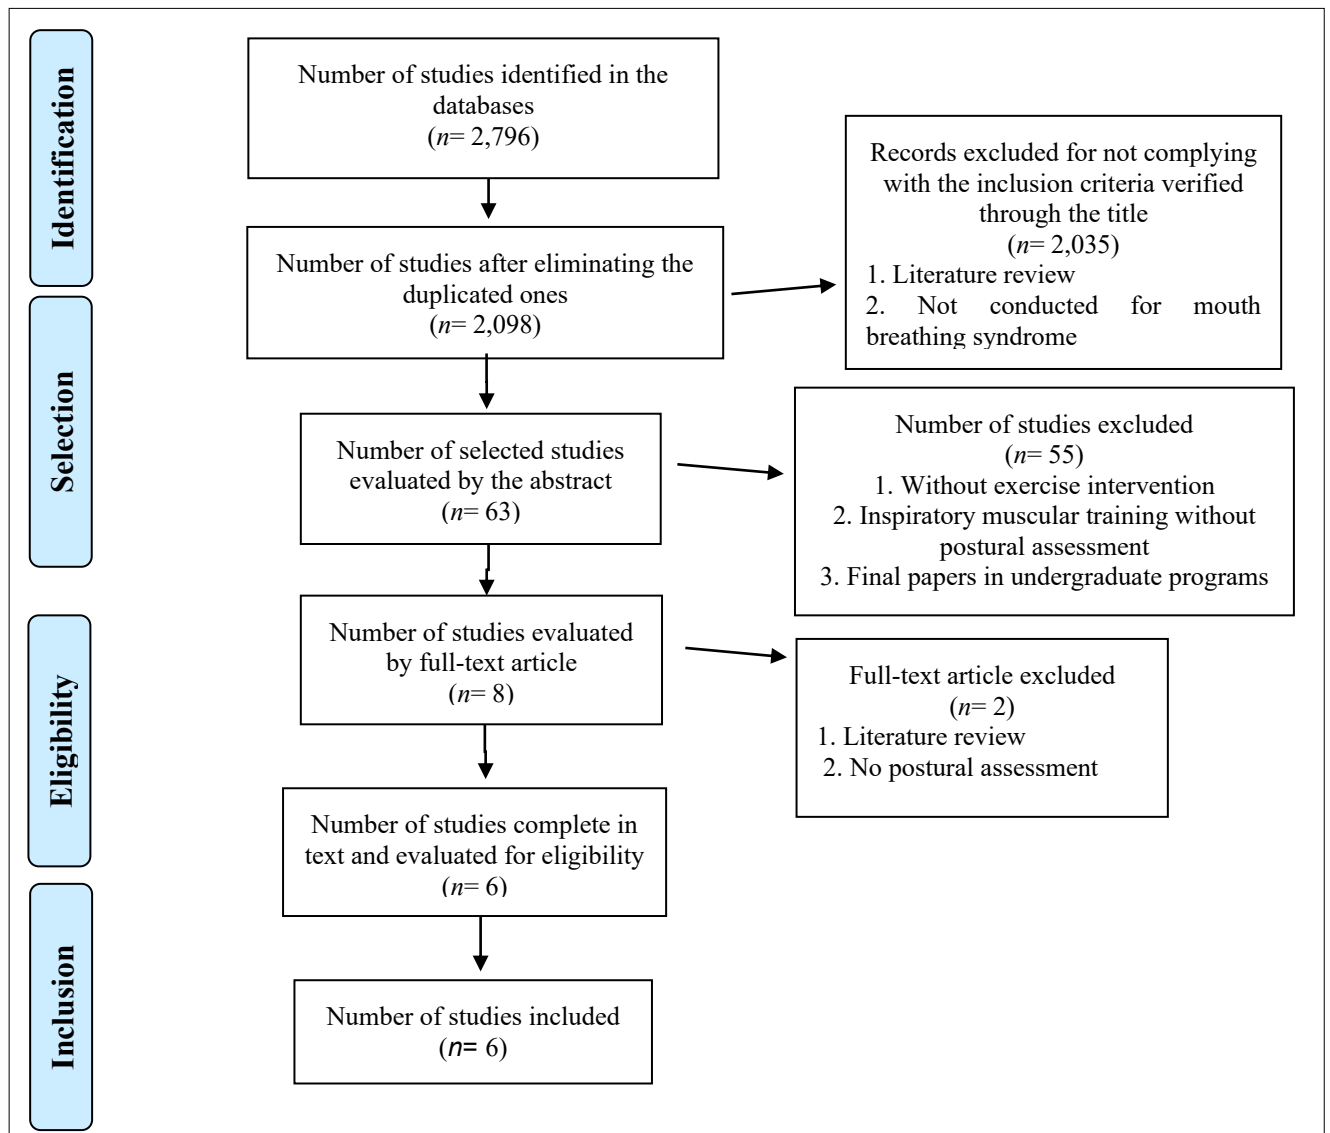 Identification
Number of studies identified in the
databases
(n= 2,796)
Records excluded for not complying
with the inclusion criteria verified
through the title
(n= 2,035)
1. Literature review
2. Not conducted for mouth
breathing syndrome
Number of studies after eliminating the
duplicated ones
(n= 2,098)
Selection
Number of selected studies
evaluated by the abstract
(n= 63)
Number of studies excluded
(n= 55)
1. Without exercise intervention
2. Inspiratory muscular training without
postural assessment
3. Final papers in undergraduate programs
Eligibility
Number of studies evaluated
by full-text article
(n= 8)
Full-text article excluded
(n= 2)
1. Literature review
2. No postural assessment
Number of studies complete in
text and evaluated for eligibility
(n= 6)
Inclusion
Number of studies included
(n= 6)